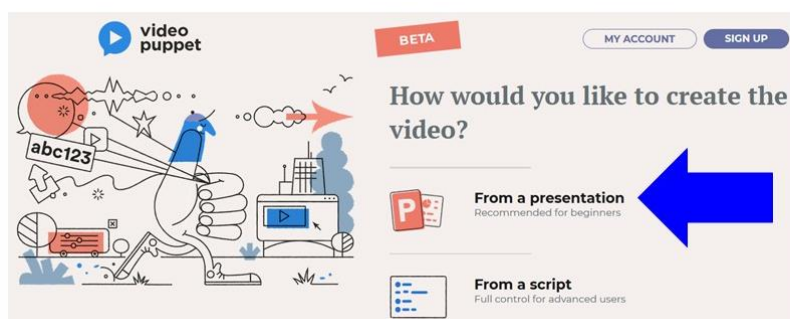 video
puppet
BETA
MY ACCOUNT
SIGN UP
How would you like to create the
video?
abc123
P
From a presentation
Recommended for beginners
From a script
Full control for advanced users